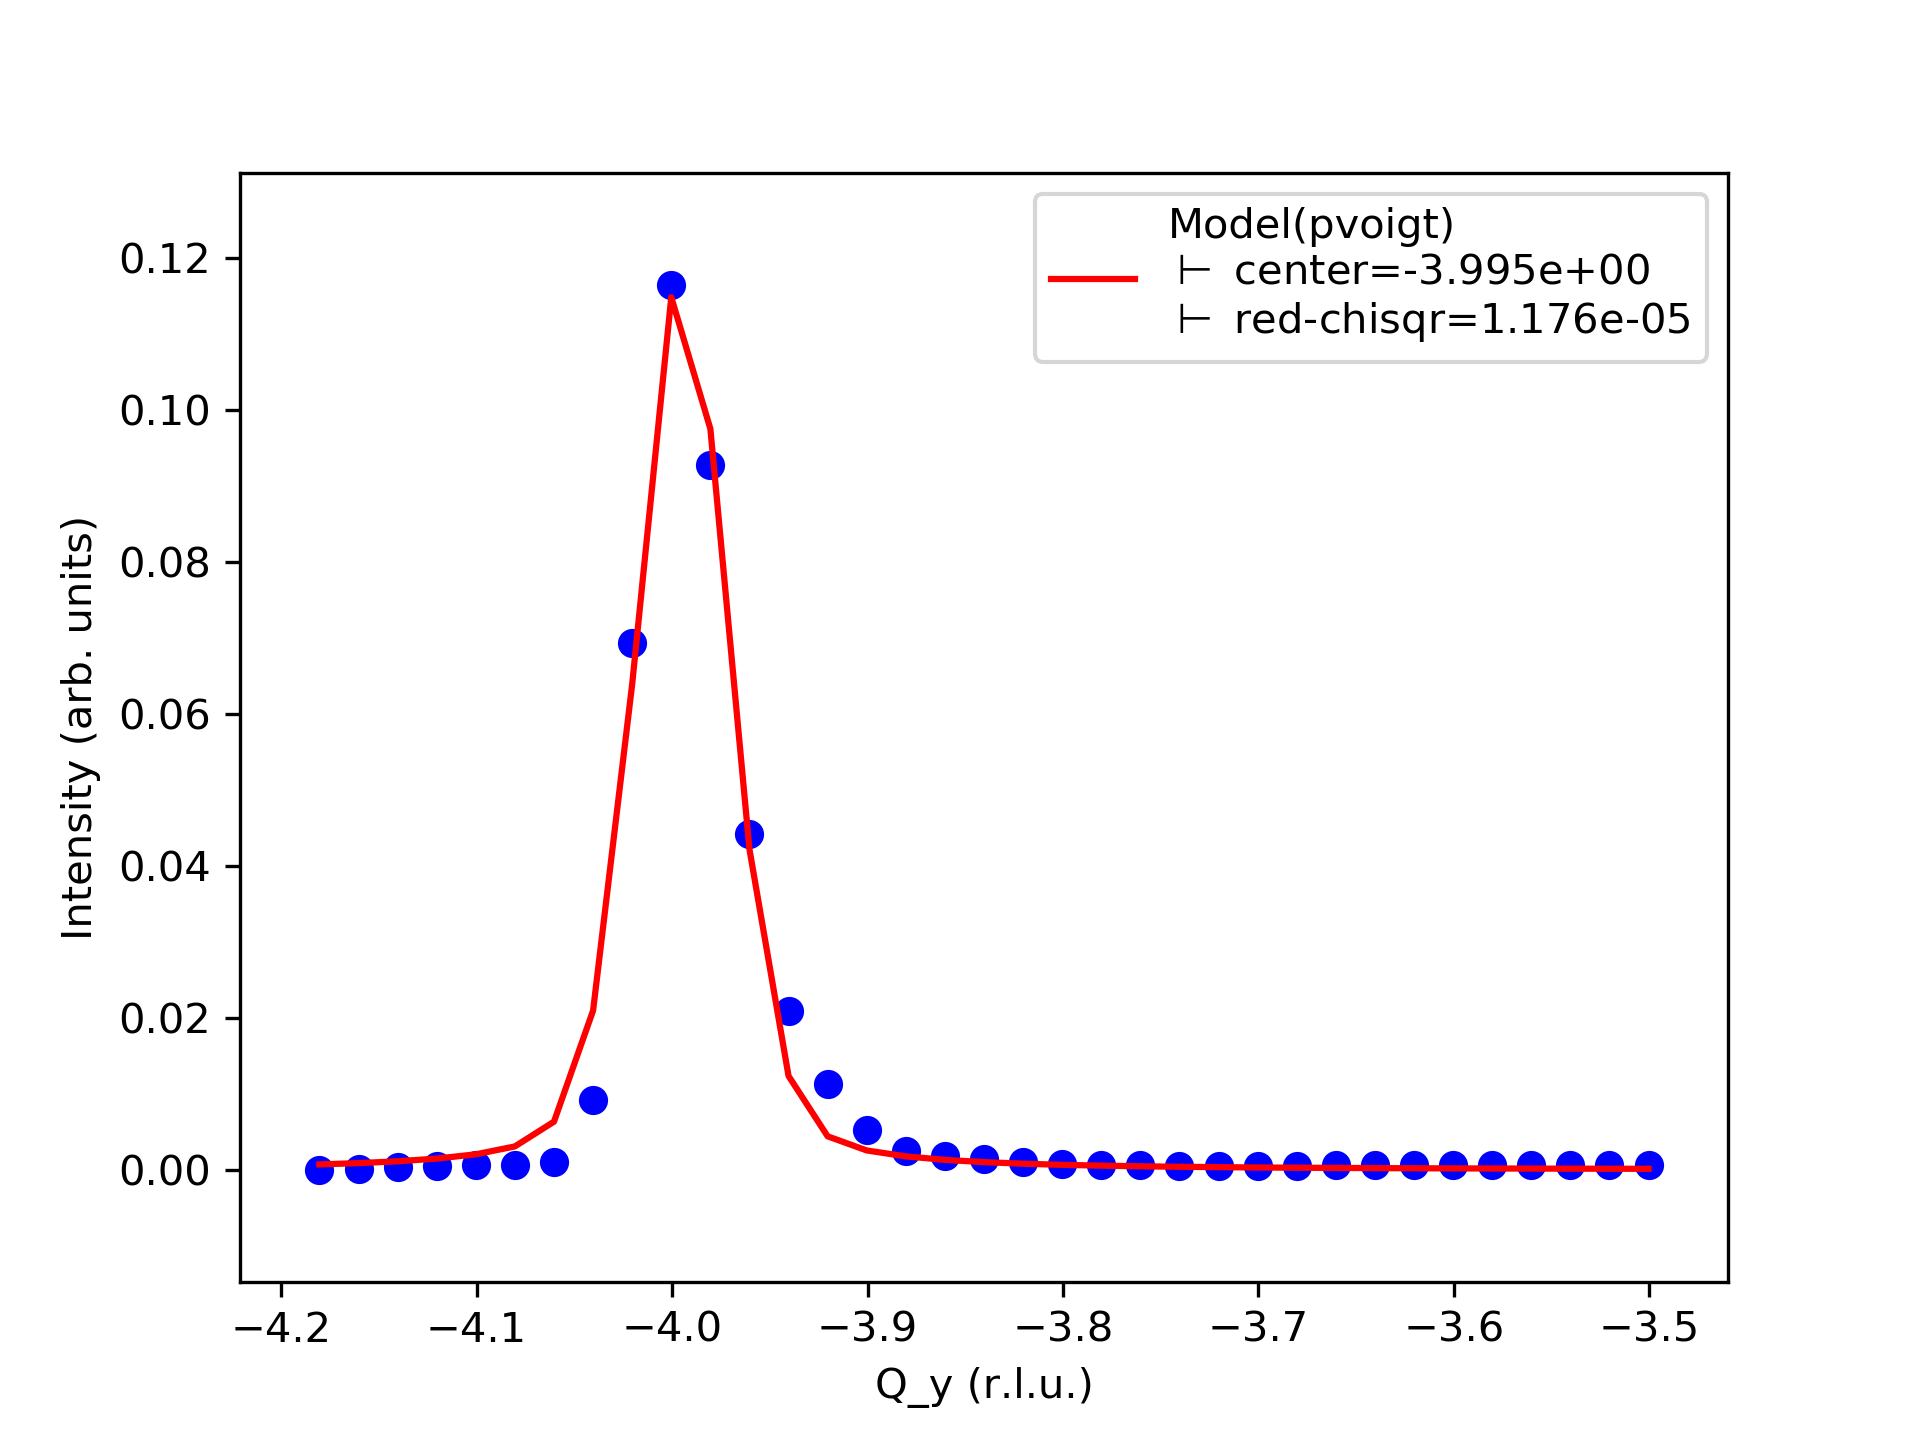 Model(pvoigt)
⊢ center=-3.995e+00
⊢ red-chisqr=1.176e-05
0.12
0.10
0.08
0.06
0.04
0.02
0.00
Intensity (arb. units)
−4.2 −4.1 −4.0 −3.9 −3.8 −3.7 −3.6 −3.5
Q_y (r.l.u.)